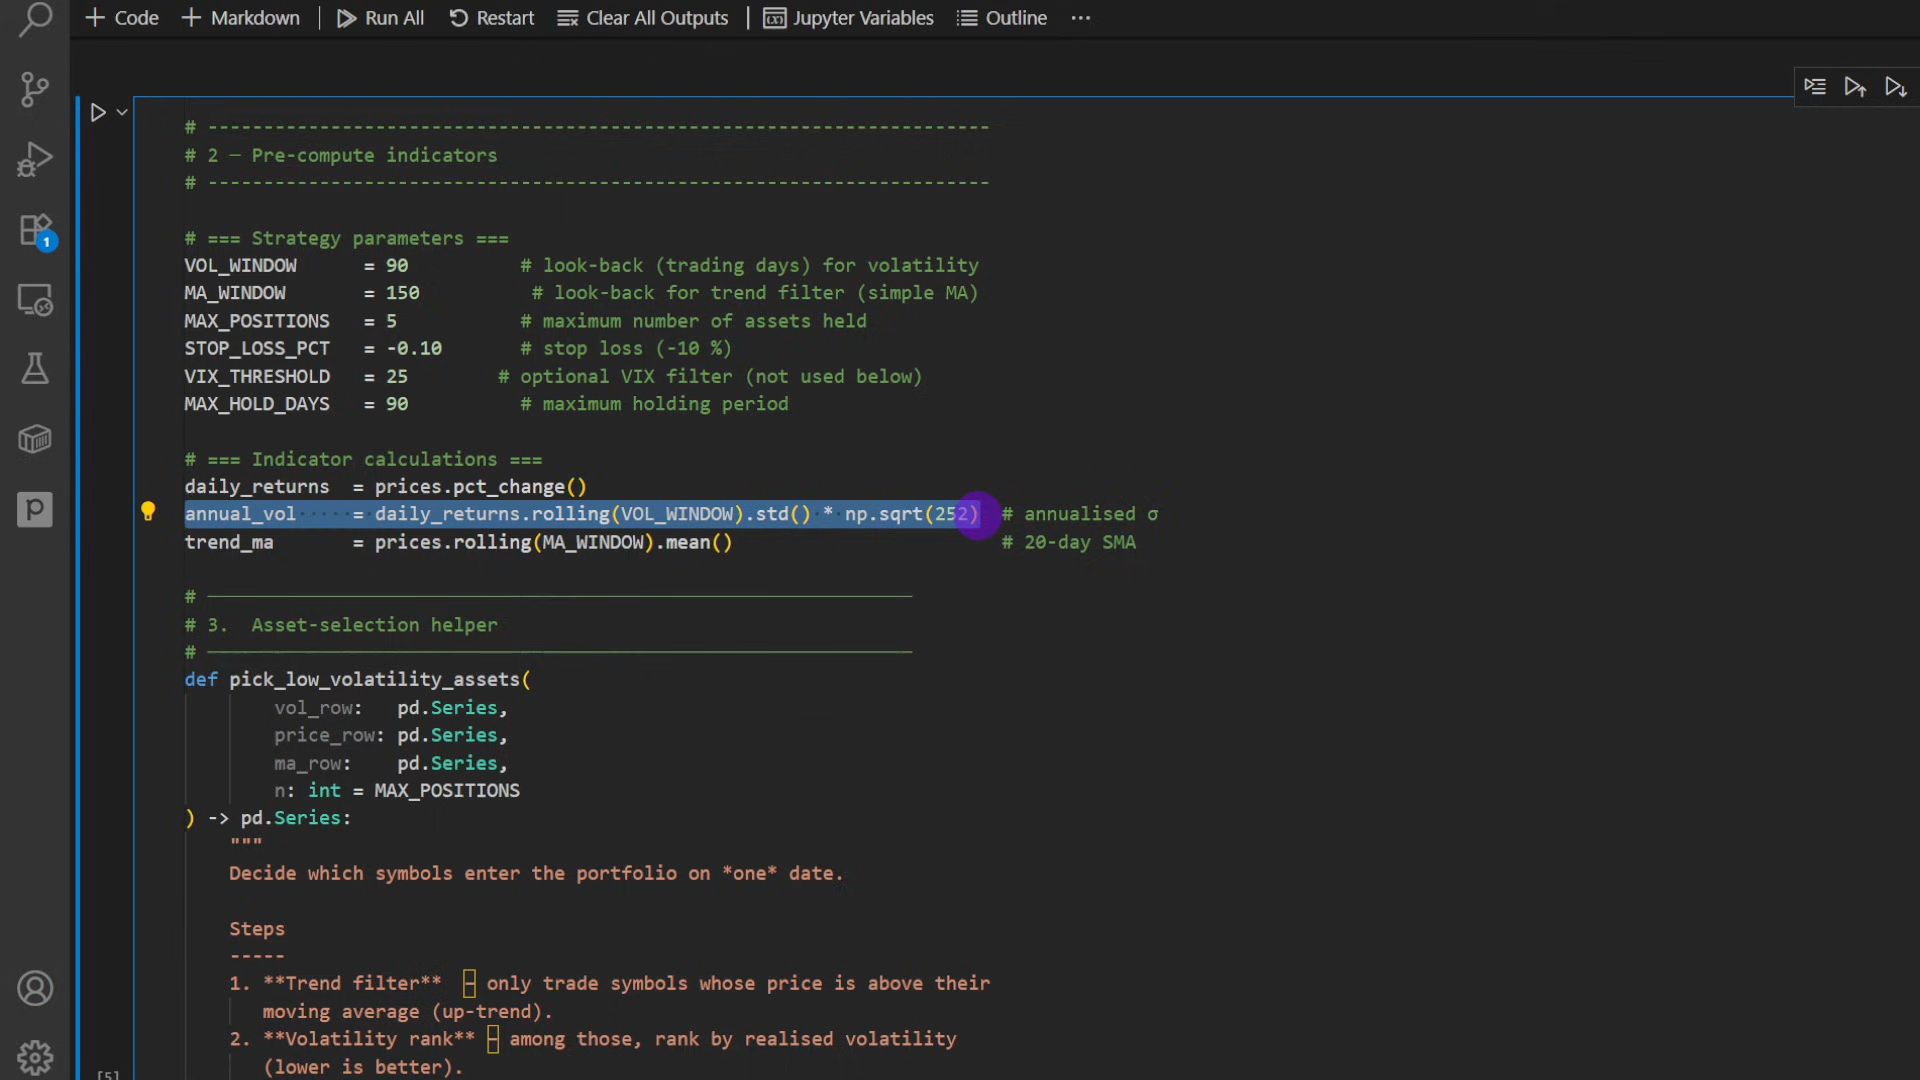 Code Markdown Run All Restart Clear All Outputs Jupyter Variables Outline ...
# ----------------------------------------------------------------------
# 2 — Pre-compute indicators
# ----------------------------------------------------------------------
# === Strategy parameters ===
VOL_WINDOW      = 90          # look-back (trading days) for volatility
MA_WINDOW       = 150          # look-back for trend filter (simple MA)
MAX_POSITIONS   = 5           # maximum number of assets held
STOP_LOSS_PCT   = -0.10       # stop loss (-10 %)
VIX_THRESHOLD   = 25        # optional VIX filter (not used below)
MAX_HOLD_DAYS   = 90          # maximum holding period
# === Indicator calculations ===
daily_returns  = prices.pct_change()
annual_vol     = daily_returns.rolling(VOL_WINDOW).std() * np.sqrt(252)  # annualised σ
trend_ma       = prices.rolling(MA_WINDOW).mean()                        # 20-day SMA
# ───────────────────────────────────────────────────────────────
# 3.  Asset-selection helper
# ───────────────────────────────────────────────────────────────
def pick_low_volatility_assets(
        vol_row:   pd.Series,
        price_row: pd.Series,
        ma_row:    pd.Series,
        n: int = MAX_POSITIONS
) -> pd.Series:
    """
    Decide which symbols enter the portfolio on *one* date.
    Steps
    -----
    1. **Trend filter**  – only trade symbols whose price is above their
       moving average (up-trend).
    2. **Volatility rank** – among those, rank by realised volatility
       (lower is better).
1
[5]